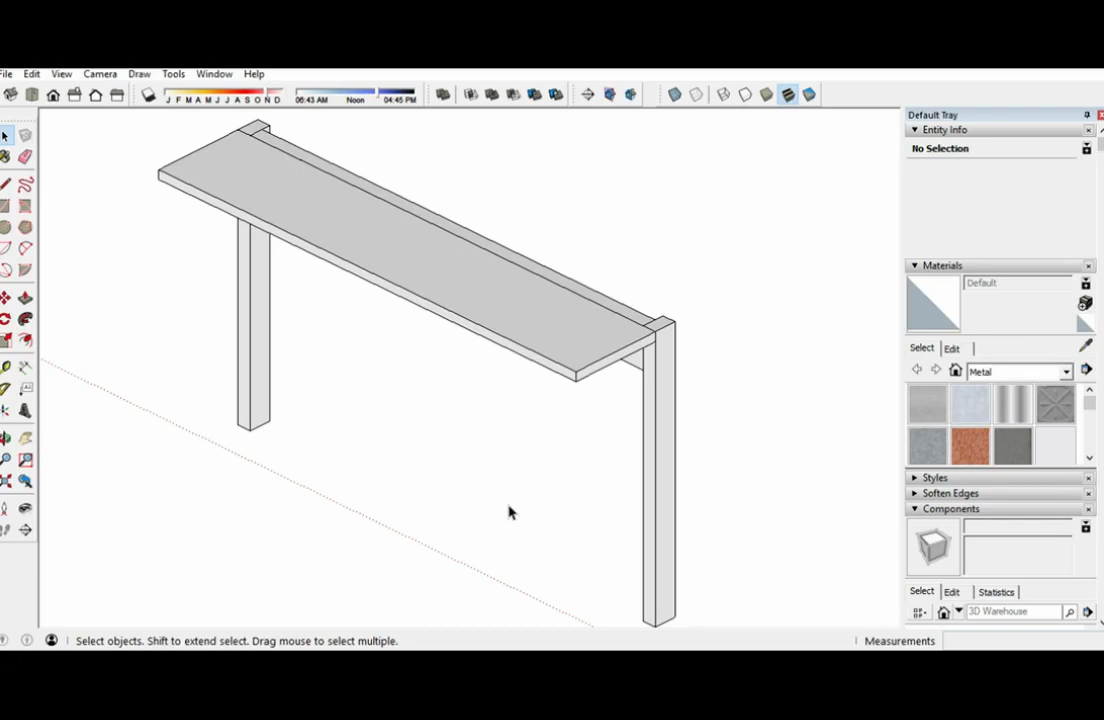 File Edit View Camera Draw Tools Window Help
J F M A M J J A S O N D 06:43 AM Noon 04:45 PM
Default Tray
Entity Info
No Selection
Materials
Default
Select Edit
Metal
Styles
Soften Edges
Components
Select Edit Statistics
3D Warehouse
Select objects. Shift to extend select. Drag mouse to select multiple.
Measurements